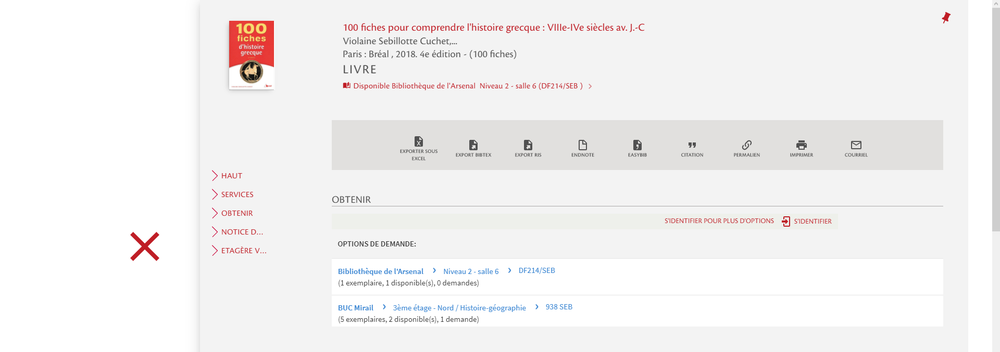 100
fiches
d'histoire
grecque
100 fiches pour comprendre l'histoire grecque : VIIIe-IVe siècles av. J.-C
Violaine Sebillotte Cuchet,...
Paris : Bréal , 2018. 4e édition - (100 fiches)
LIVRE
Disponible Bibliothèque de l'Arsenal Niveau 2 - salle 6 (DF214/SEB )
EXPORTER SOUS
EXCEL
EXPORT BIBTEX
EXPORT RIS
ENDNOTE
EASYBIB
CITATION
PERMALIEN
IMPRIMER
COURRIEL
HAUT
SERVICES
OBTENIR
NOTICE D...
ETAGÈRE V...
OBTENIR
S'IDENTIFIER POUR PLUS D'OPTIONS S'IDENTIFIER
OPTIONS DE DEMANDE:
Bibliothèque de l'Arsenal Niveau 2 - salle 6 DF214/SEB
(1 exemplaire, 1 disponible(s), 0 demandes)
BUC Mirail 3ème étage - Nord / Histoire-géographie 938 SEB
(5 exemplaires, 2 disponible(s), 1 demande)